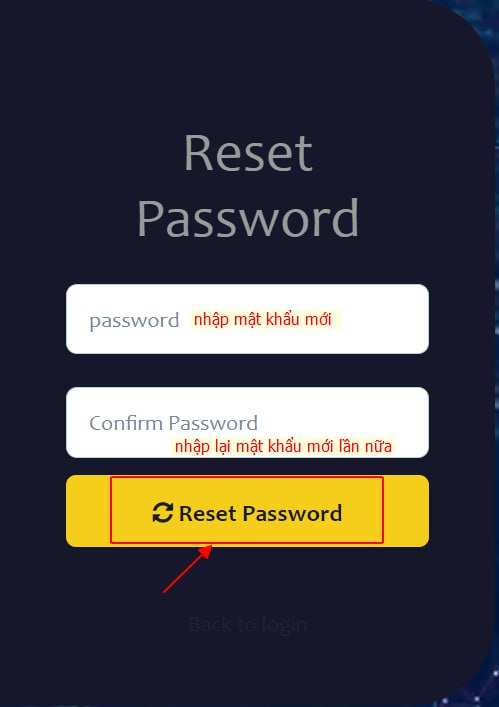 Reset
Password
password nhập mật khẩu mới
Confirm Password
nhập lại mật khẩu mới lần nữa
Reset Password
Back to login